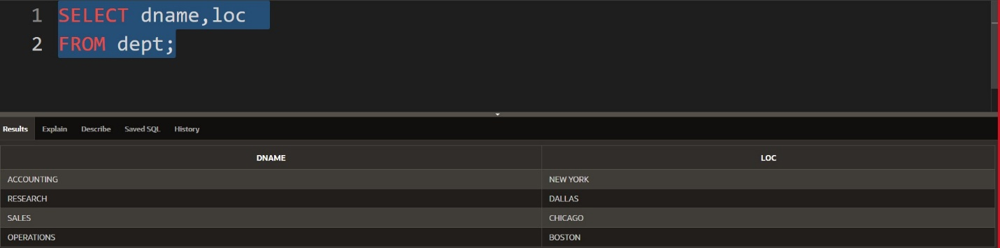 1 SELECT dname,loc
2 FROM dept;
Results Explain Describe Saved SQL History
DNAME LOC
ACCOUNTING NEW YORK
RESEARCH DALLAS
SALES CHICAGO
OPERATIONS BOSTON